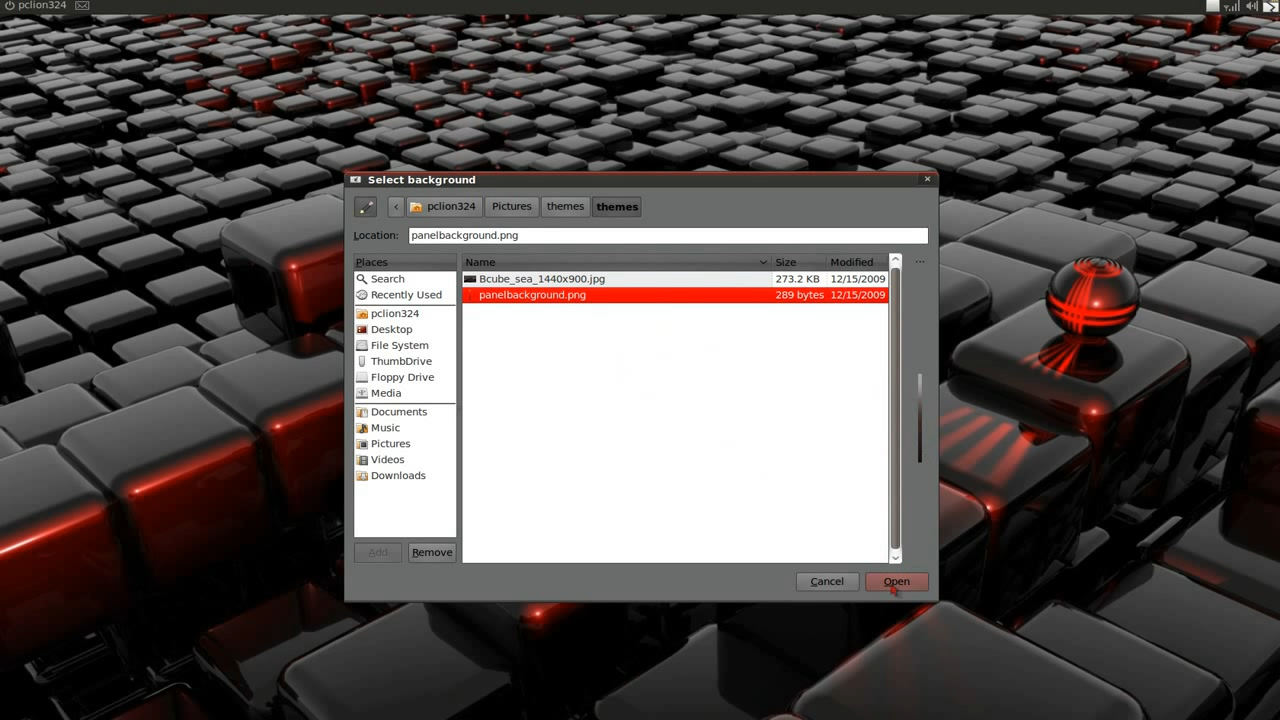 pclion324
Select background
pclion324 Pictures themes themes
Location: panelbackground.png
Places
Search
Recently Used
pclion324
Desktop
File System
ThumbDrive
Floppy Drive
Media
Documents
Music
Pictures
Videos
Downloads
Add Remove
Name Size Modified
Bcube_sea_1440x900.jpg 273.2 KB 12/15/2009
panelbackground.png 289 bytes 12/15/2009
...
Cancel Open